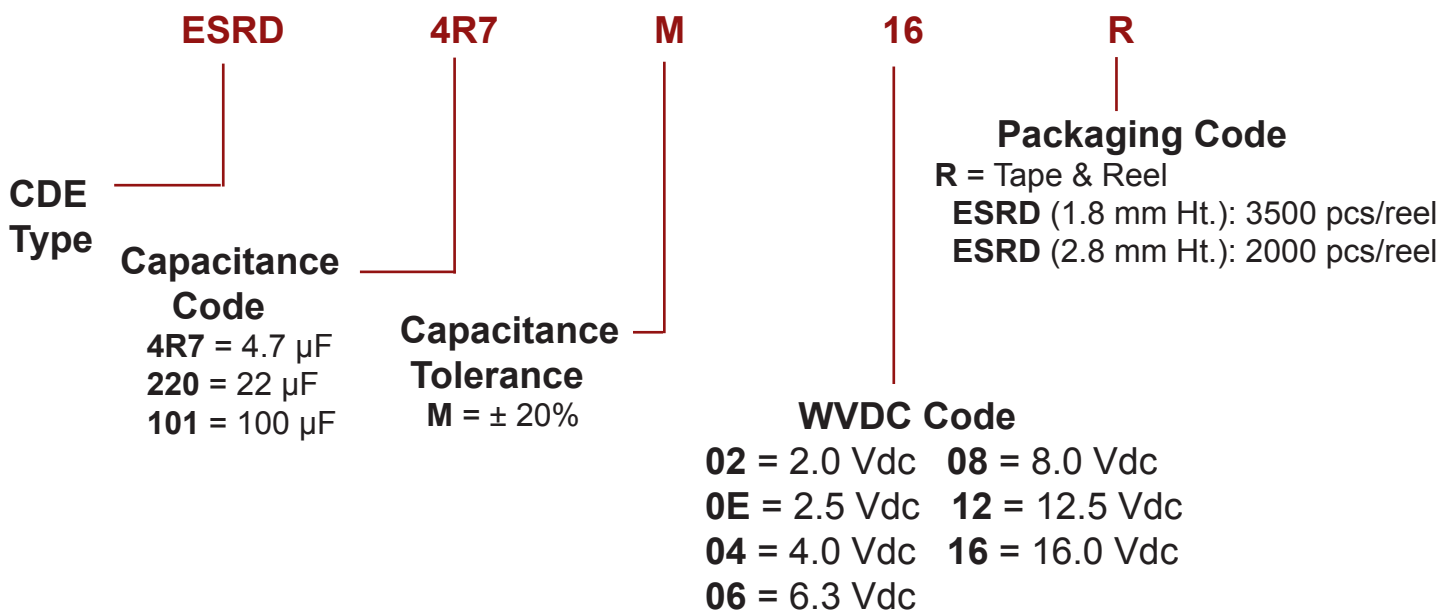 ESRD 4R7 M 16 R
CDE
Type
Capacitance
Code
4R7 = 4.7 µF
220 = 22 µF
101 = 100 µF
Capacitance
Tolerance
M = ± 20%
WVDC Code
02 = 2.0 Vdc 08 = 8.0 Vdc
0E = 2.5 Vdc 12 = 12.5 Vdc
04 = 4.0 Vdc 16 = 16.0 Vdc
06 = 6.3 Vdc
Packaging Code
R = Tape & Reel
ESRD (1.8 mm Ht.): 3500 pcs/reel
ESRD (2.8 mm Ht.): 2000 pcs/reel